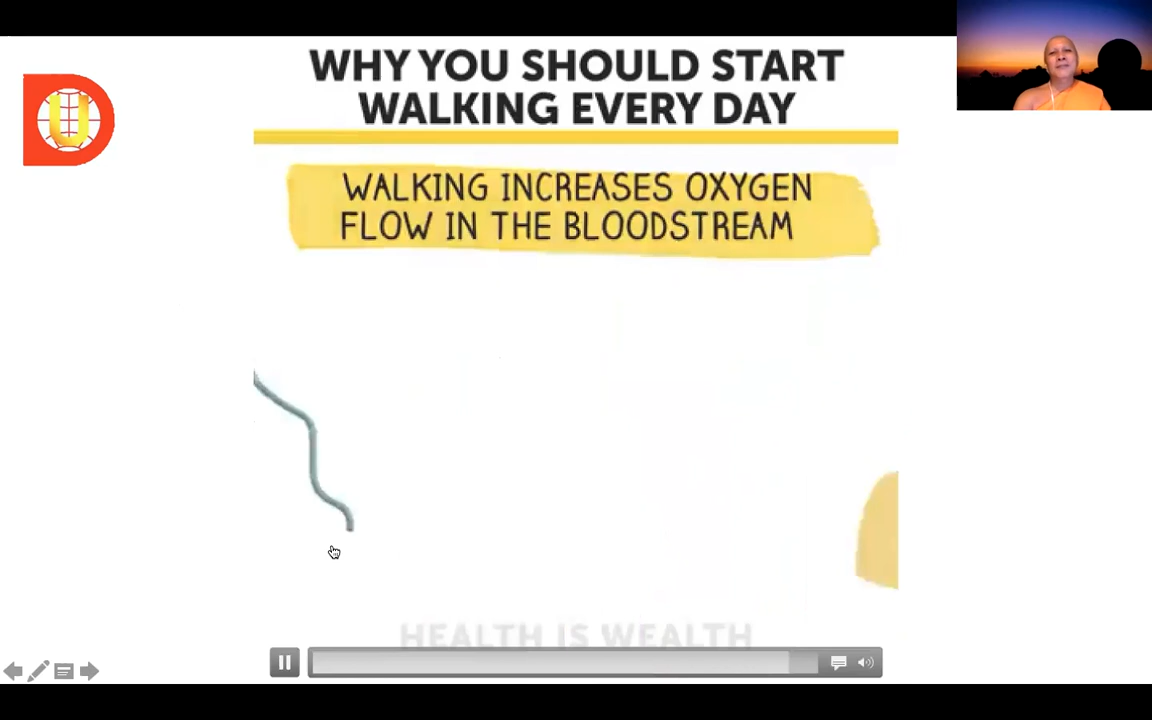 WHY YOU SHOULD START
WALKING EVERY DAY
U
WALKING INCREASES OXYGEN
FLOW IN THE BLOODSTREAM
HEALTH IS WEALTH